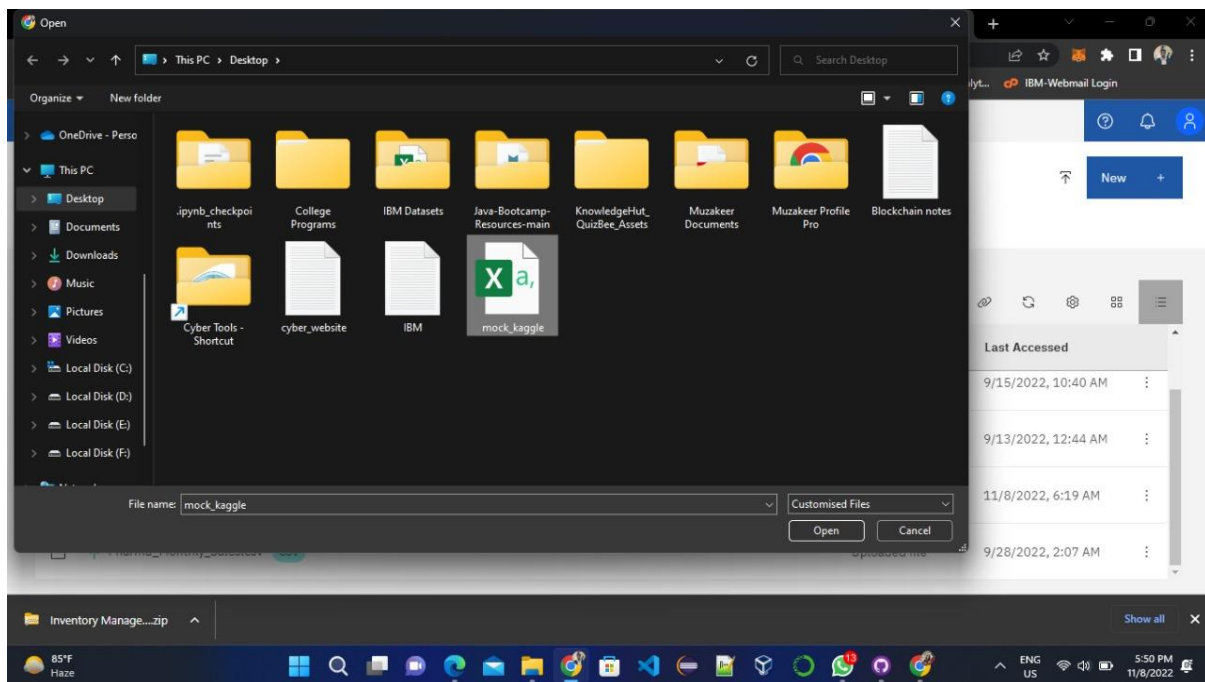 Open
This PC > Desktop >
Search Desktop
lyt...
IBM-Webmail Login
Organize
New folder
OneDrive - Perso
This PC
Desktop
Documents
Downloads
Music
Pictures
Videos
Local Disk (C:)
Local Disk (D:)
Local Disk (E:)
Local Disk (F:)
.ipynb_checkpoi
nts
College
Programs
IBM Datasets
Java-Bootcamp-
Resources-main
KnowledgeHut_
QuizBee_Assets
Muzakeer
Documents
Muzakeer Profile
Pro
Blockchain notes
Cyber Tools -
Shortcut
cyber_website
IBM
X a,
mock_kaggle
New +
Last Accessed
9/15/2022, 10:40 AM
9/13/2022, 12:44 AM
11/8/2022, 6:19 AM
9/28/2022, 2:07 AM
File name: mock_kaggle
Customised Files
Open
Cancel
Inventory Manage....zip
Show all
85°F
Haze
13
ENG
US
5:50 PM
11/8/2022